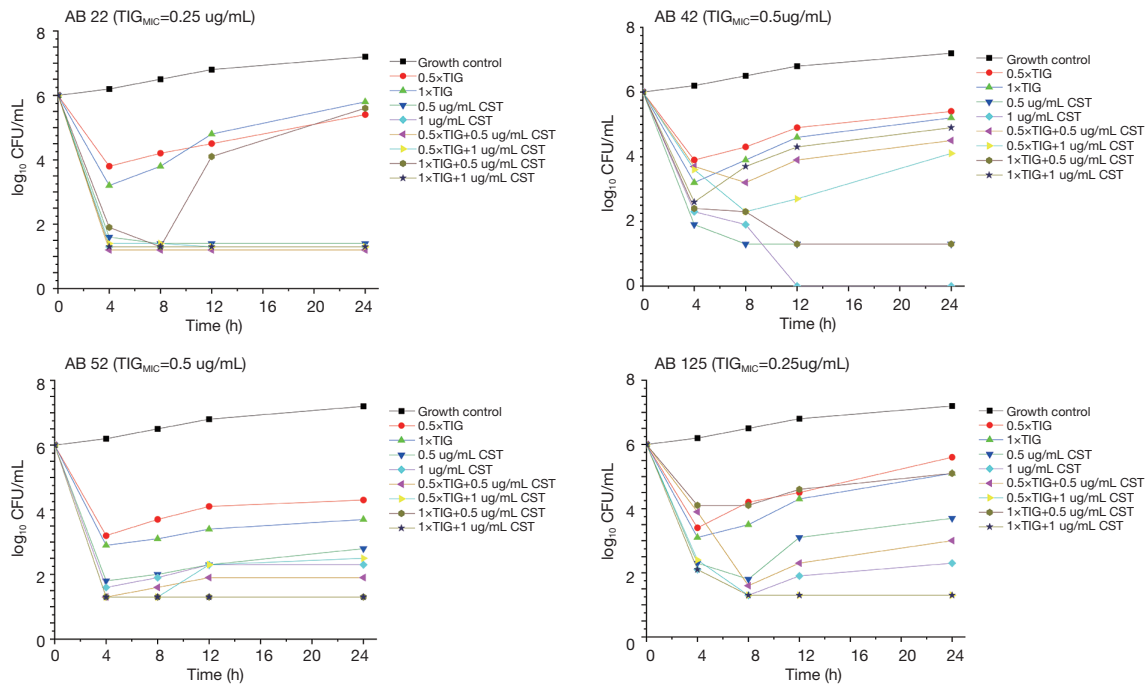 AB 22 (TIGMIC=0.25 ug/mL)
8
6
4
2
0
log10 CFU/mL
0 4 8 12 16 20 24
Time (h)
Growth control
0.5×TIG
1×TIG
0.5 ug/mL CST
1 ug/mL CST
0.5×TIG+0.5 ug/mL CST
0.5×TIG+1 ug/mL CST
1×TIG+0.5 ug/mL CST
1×TIG+1 ug/mL CST
AB 42 (TIGMIC=0.5ug/mL)
8
6
4
2
0
log10 CFU/mL
0 4 8 12 16 20 24
Time (h)
Growth control
0.5×TIG
1×TIG
0.5 ug/mL CST
1 ug/mL CST
0.5×TIG+0.5 ug/mL CST
0.5×TIG+1 ug/mL CST
1×TIG+0.5 ug/mL CST
1×TIG+1 ug/mL CST
AB 52 (TIGMIC=0.5 ug/mL)
8
6
4
2
0
log10 CFU/mL
0 4 8 12 16 20 24
Time (h)
Growth control
0.5×TIG
1×TIG
0.5 ug/mL CST
1 ug/mL CST
0.5×TIG+0.5 ug/mL CST
0.5×TIG+1 ug/mL CST
1×TIG+0.5 ug/mL CST
1×TIG+1 ug/mL CST
AB 125 (TIGMIC=0.25ug/mL)
8
6
4
2
0
log10 CFU/mL
0 4 8 12 16 20 24
Time (h)
Growth control
0.5×TIG
1×TIG
0.5 ug/mL CST
1 ug/mL CST
0.5×TIG+0.5 ug/mL CST
0.5×TIG+1 ug/mL CST
1×TIG+0.5 ug/mL CST
1×TIG+1 ug/mL CST